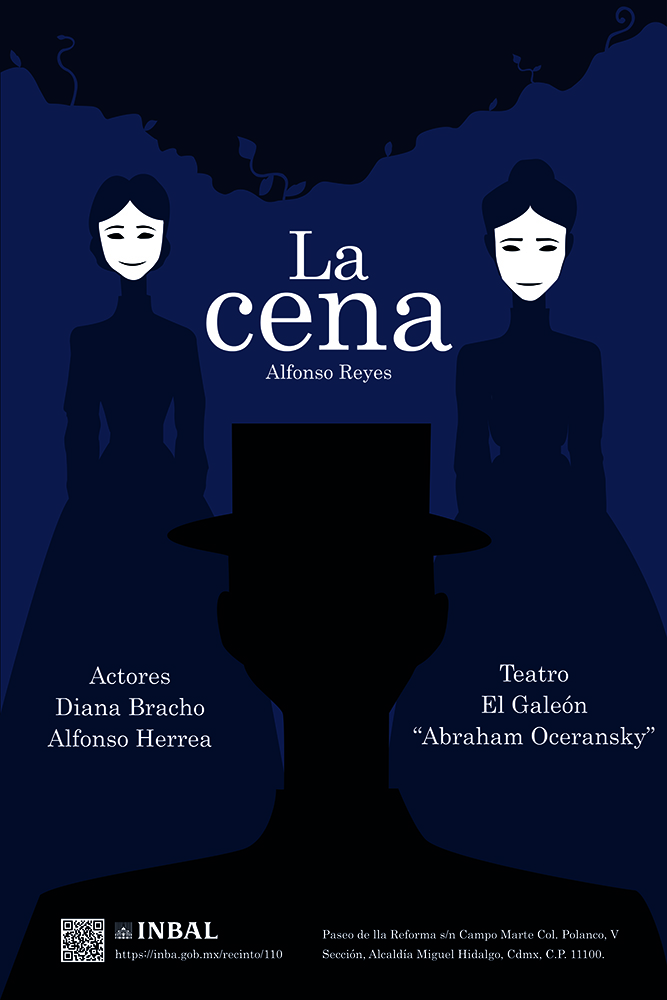 La
cena
Alfonso Reyes
Actores
Diana Bracho
Alfonso Herrea
Teatro
El Galeón
“Abraham Oceransky”
INBAL
https://inba.gob.mx/recinto/110
Paseo de lla Reforma s/n Campo Marte Col. Polanco, V
Sección, Alcaldía Miguel Hidalgo, Cdmx, C.P. 11100.